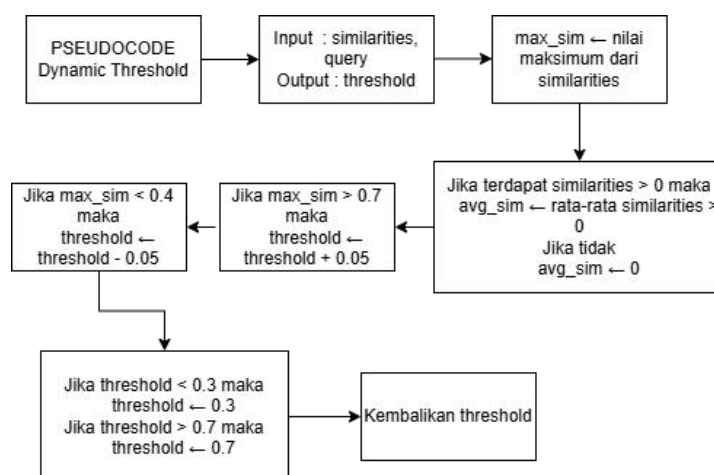 PSEUDOCODE
Dynamic Threshold
Input : similarities,
query
Output : threshold
max_sim ← nilai
maksimum dari
similarities
Jika terdapat similarities > 0 maka
avg_sim ← rata-rata similarities >
0
Jika tidak
avg_sim ← 0
Jika max_sim > 0.7
maka
threshold ←
threshold + 0.05
Jika max_sim < 0.4
maka
threshold ←
threshold - 0.05
Jika threshold < 0.3 maka
threshold ← 0.3
Jika threshold > 0.7 maka
threshold ← 0.7
Kembalikan threshold